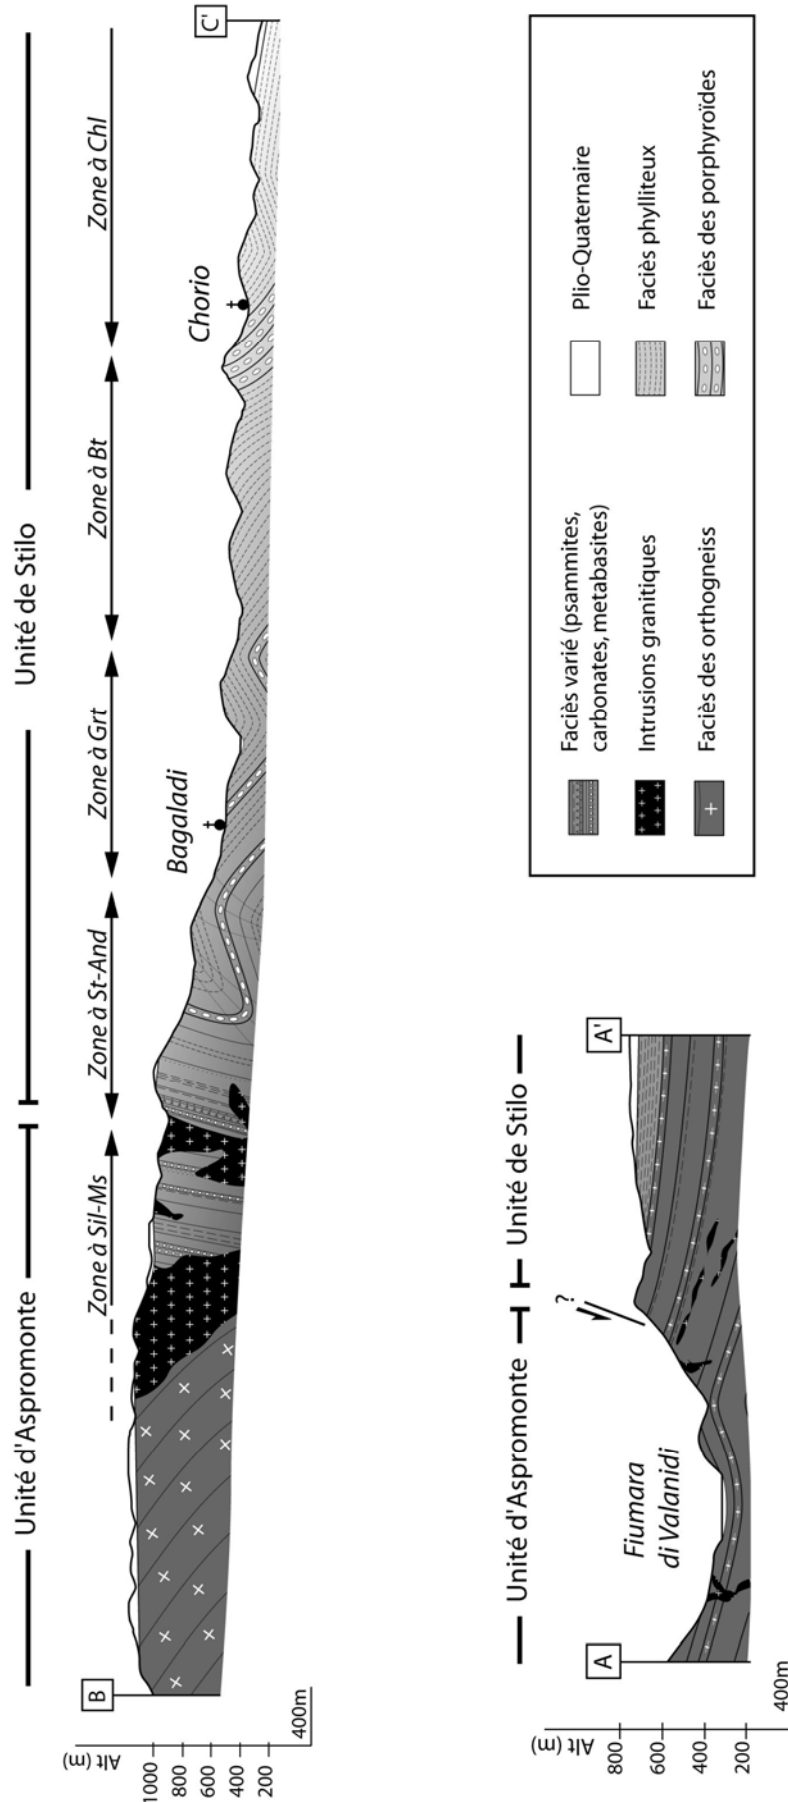 Unité d'Aspromonte
Unité de Stilo
Zone à Sil-Ms
Zone à St-And
Zone à Grt
Zone à Bt
Zone à Chl
B
Bagaladi
Chorio
C'
Alt (m)
1000
800
600
400
200
400m
Unité d'Aspromonte
Unité de Stilo
A
Fiumara
di Valanidi
?
A'
Alt (m)
800
600
400
200
400m
Faciès varié (psammites,
carbonates, metabasites)
Plio-Quaternaire
Intrusions granitiques
Faciès phylliteux
Faciès des orthogneiss
Faciès des porphyroïdes